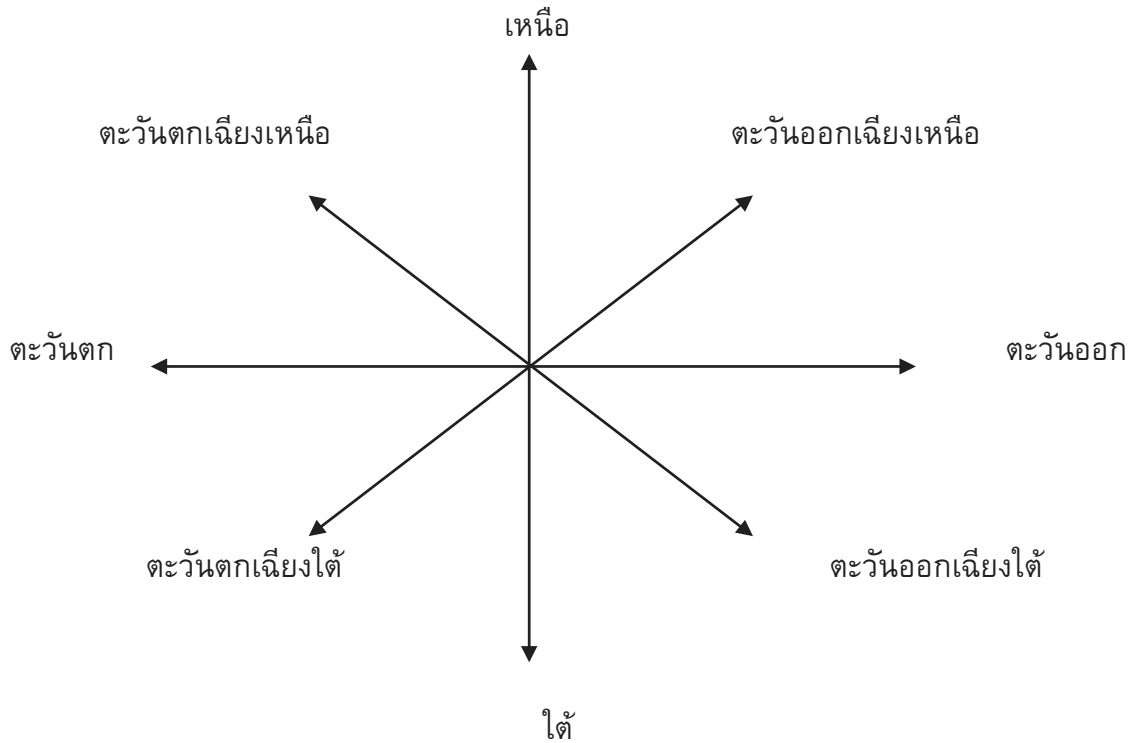 เหนือ
ตะวันตกเฉียงเหนือ
ตะวันออกเฉียงเหนือ
ตะวันตก
ตะวันออก
ตะวันตกเฉียงใต้
ตะวันออกเฉียงใต้
ใต้